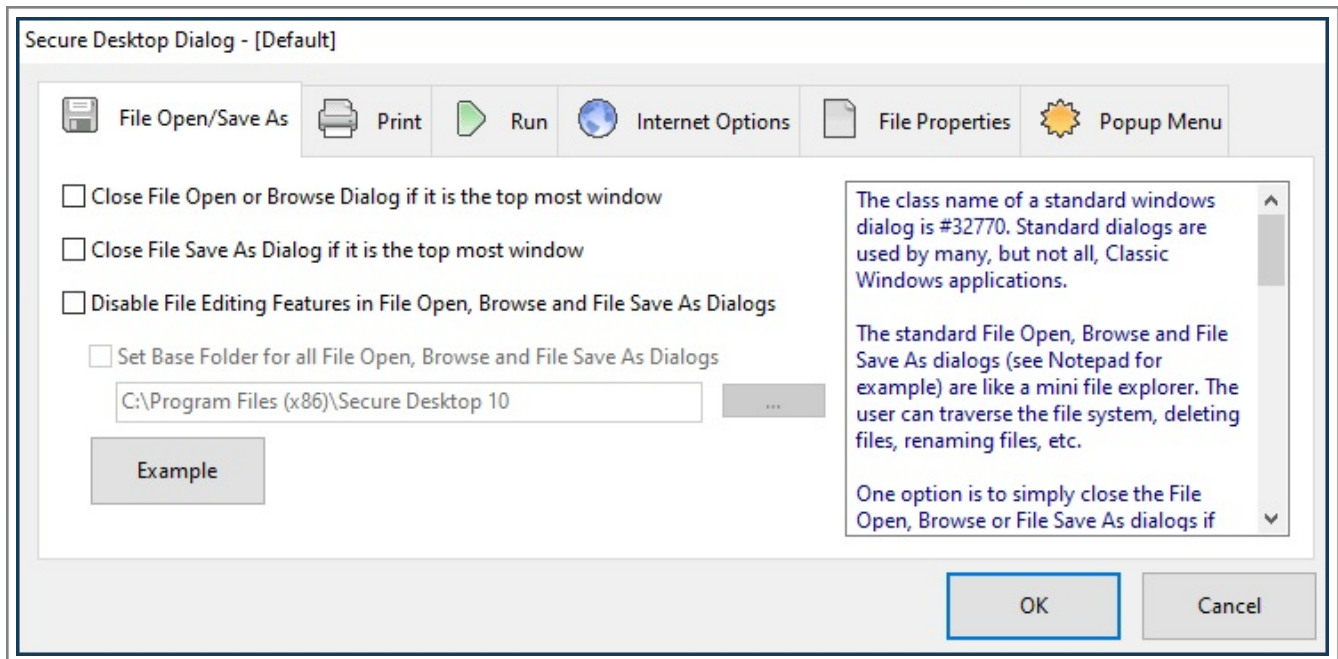 Secure Desktop Dialog - [Default]
File Open/Save As
Print
Run
Internet Options
File Properties
Popup Menu
Close File Open or Browse Dialog if it is the top most window
Close File Save As Dialog if it is the top most window
Disable File Editing Features in File Open, Browse and File Save As Dialogs
Set Base Folder for all File Open, Browse and File Save As Dialogs
C:\Program Files (x86)\Secure Desktop 10
...
Example
The class name of a standard windows
dialog is #32770. Standard dialogs are
used by many, but not all, Classic
Windows applications.
The standard File Open, Browse and File
Save As dialogs (see Notepad for
example) are like a mini file explorer. The
user can traverse the file system, deleting
files, renaming files, etc.
One option is to simply close the File
Open, Browse or File Save As dialogs if
OK
Cancel